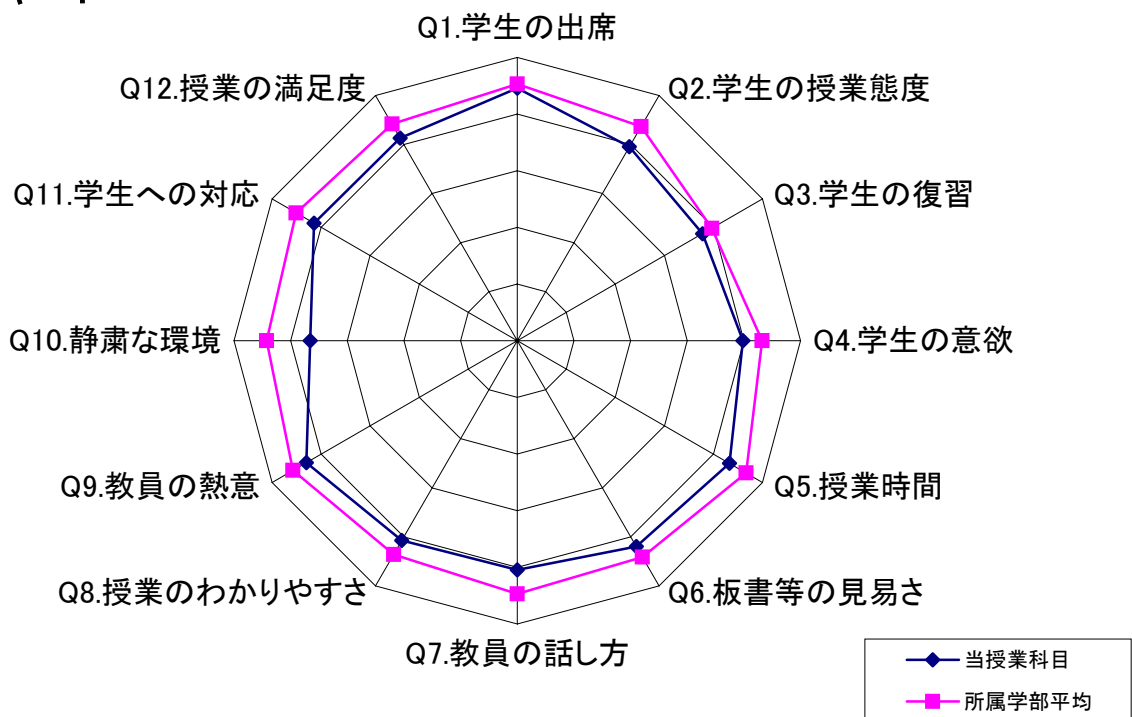 Q1.学生の出席
Q2.学生の授業態度
Q3.学生の復習
Q4.学生の意欲
Q5.授業時間
Q6.板書等の見易さ
Q7.教員の話し方
Q8.授業のわかりやすさ
Q9.教員の熱意
Q10.静粛な環境
Q11.学生への対応
Q12.授業の満足度
当授業科目
所属学部平均